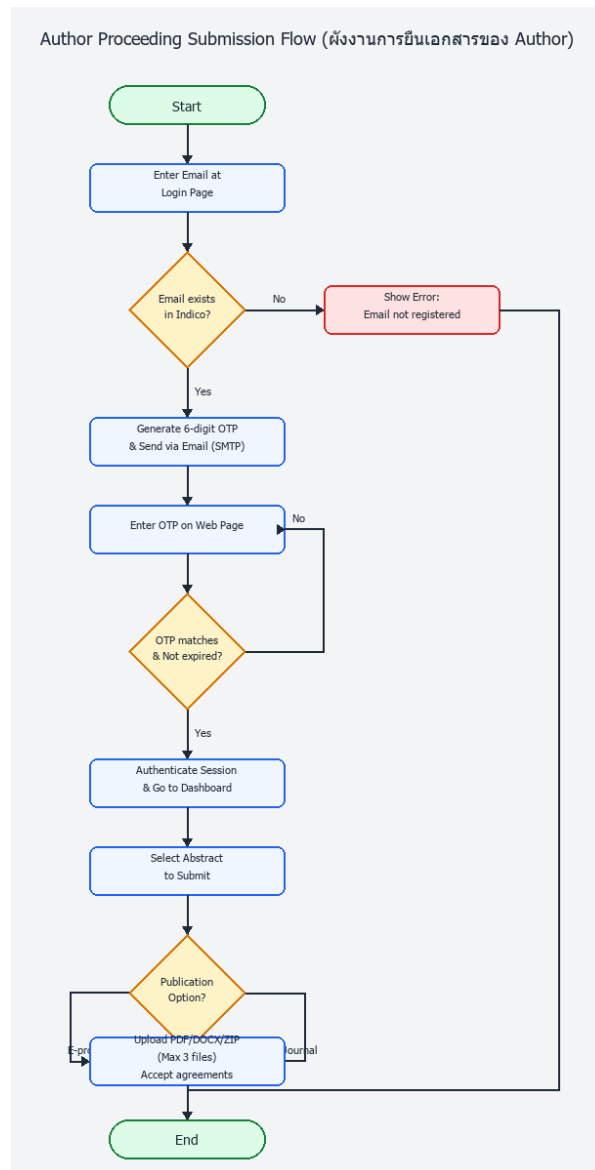 Author Proceeding Submission Flow (ผังงานการยืนเอกสารของ Author)
Start
Enter Email at
Login Page
Email exists
in Indico?
No
Show Error:
Email not registered
Yes
Generate 6-digit OTP
& Send via Email (SMTP)
Enter OTP on Web Page
No
OTP matches
& Not expired?
Yes
Authenticate Session
& Go to Dashboard
Select Abstract
to Submit
Publication
Option?
Upload PDF/DOCX/ZIP
(Max 3 files)
Accept agreements
End